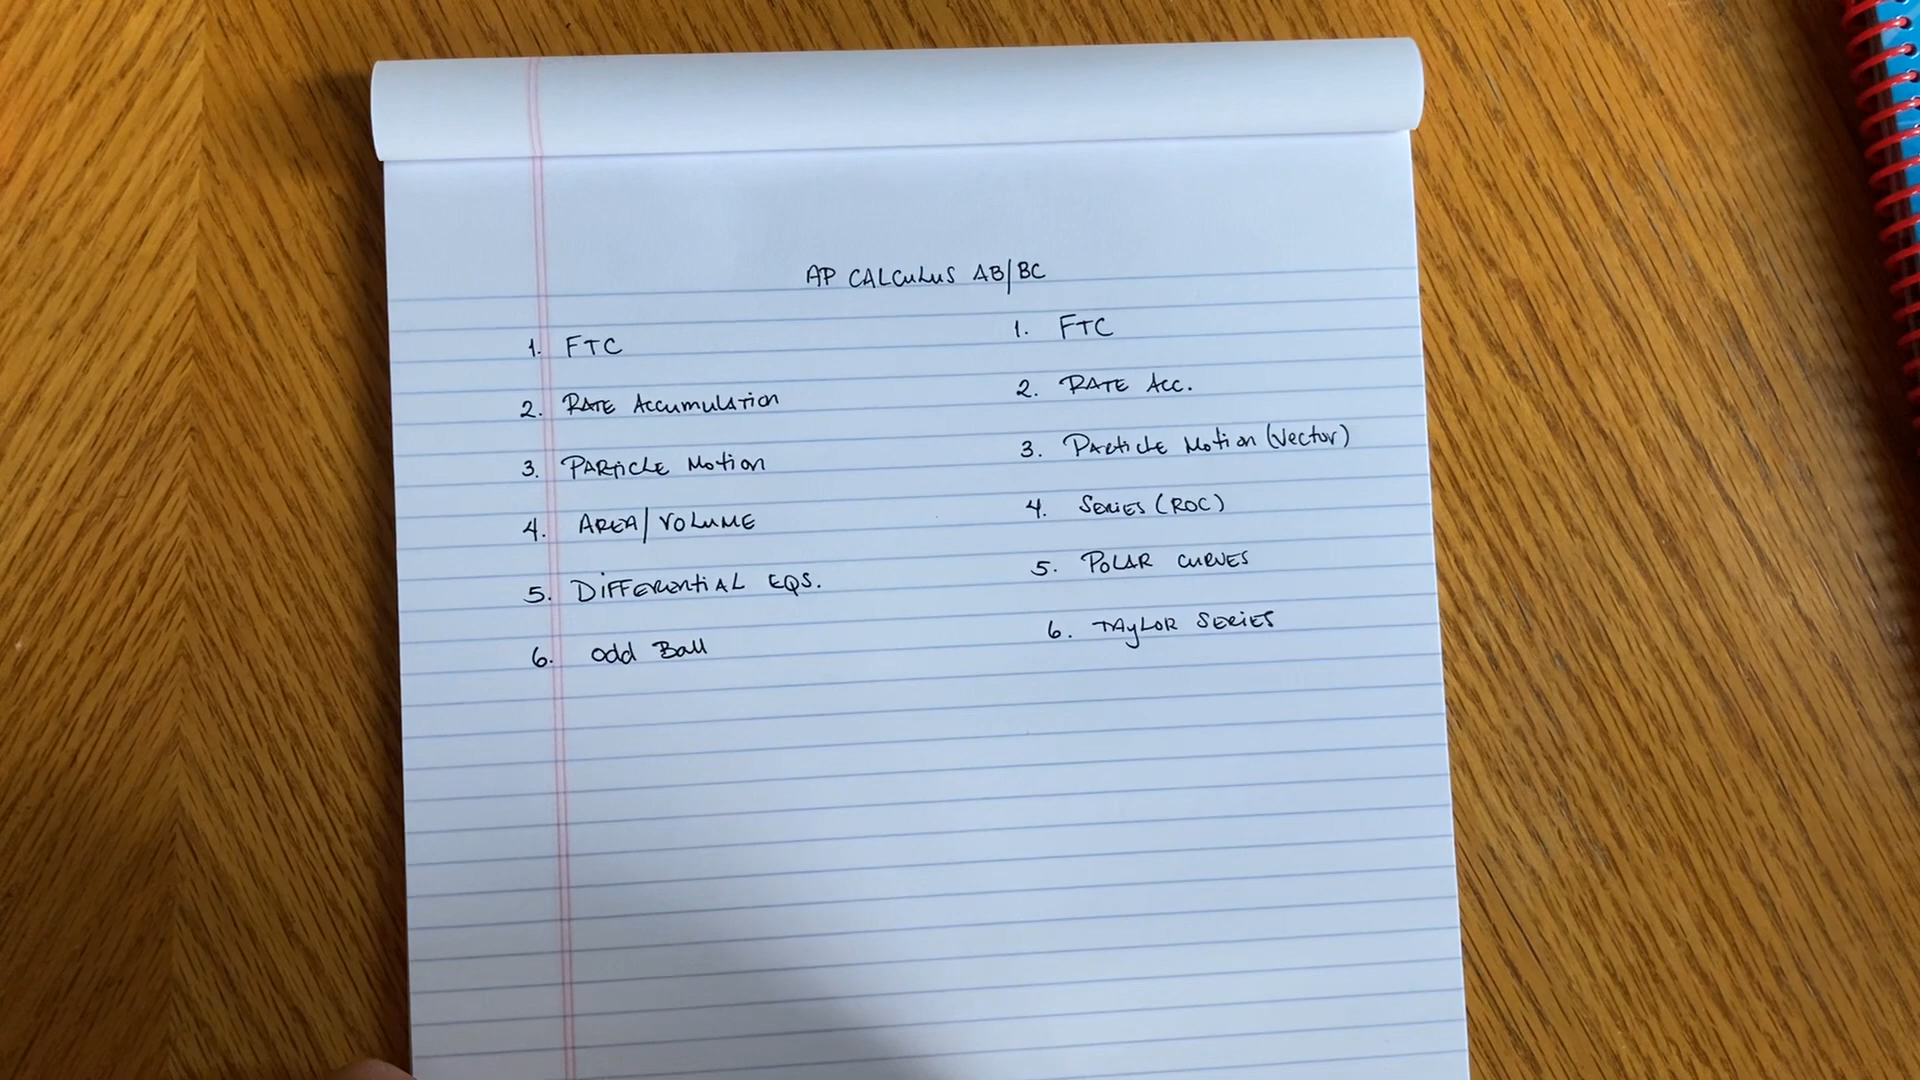 AP CALCULUS AB/BC
1. FTC
2. RATE ACCUMULATION
3. PARTICLE MOTION
4. AREA/VOLUME
5. DIFFERENTIAL EQS.
6. Odd Ball
1. FTC
2. RATE ACC.
3. PARTICLE MOTION (VECTOR)
4. SERIES (ROC)
5. POLAR CURVES
6. TAYLOR SERIES